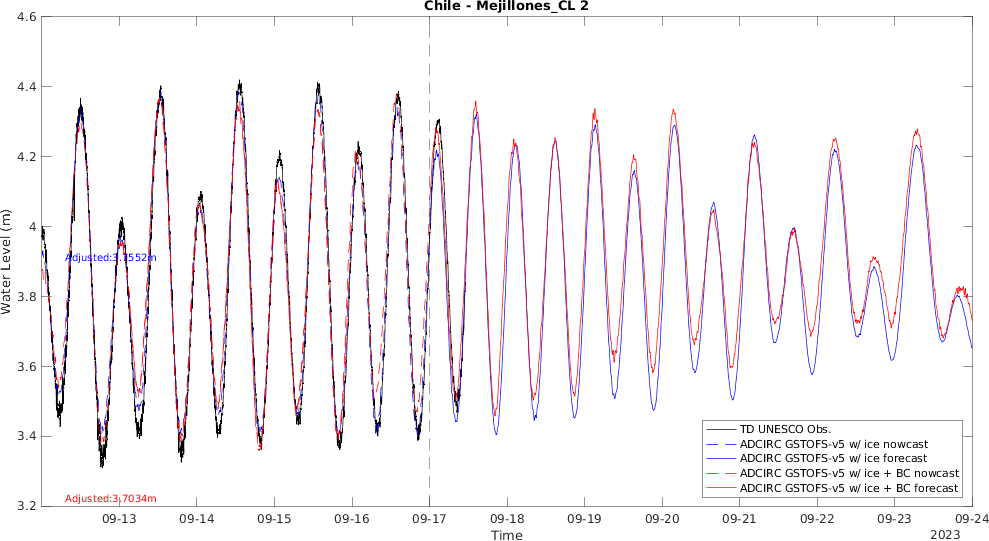 Chile - Mejillones_CL 2
4.6
4.4
4.2
4
3.8
3.6
3.4
3.2
Water Level (m)
Adjusted:3.7552m
Adjusted:3.7034m
TD UNESCO Obs.
ADCIRC GSTOFS-v5 w/ ice nowcast
ADCIRC GSTOFS-v5 w/ ice forecast
ADCIRC GSTOFS-v5 w/ ice + BC nowcast
ADCIRC GSTOFS-v5 w/ ice + BC forecast
09-13 09-14 09-15 09-16 09-17 09-18 09-19 09-20 09-21 09-22 09-23 09-24
Time
2023